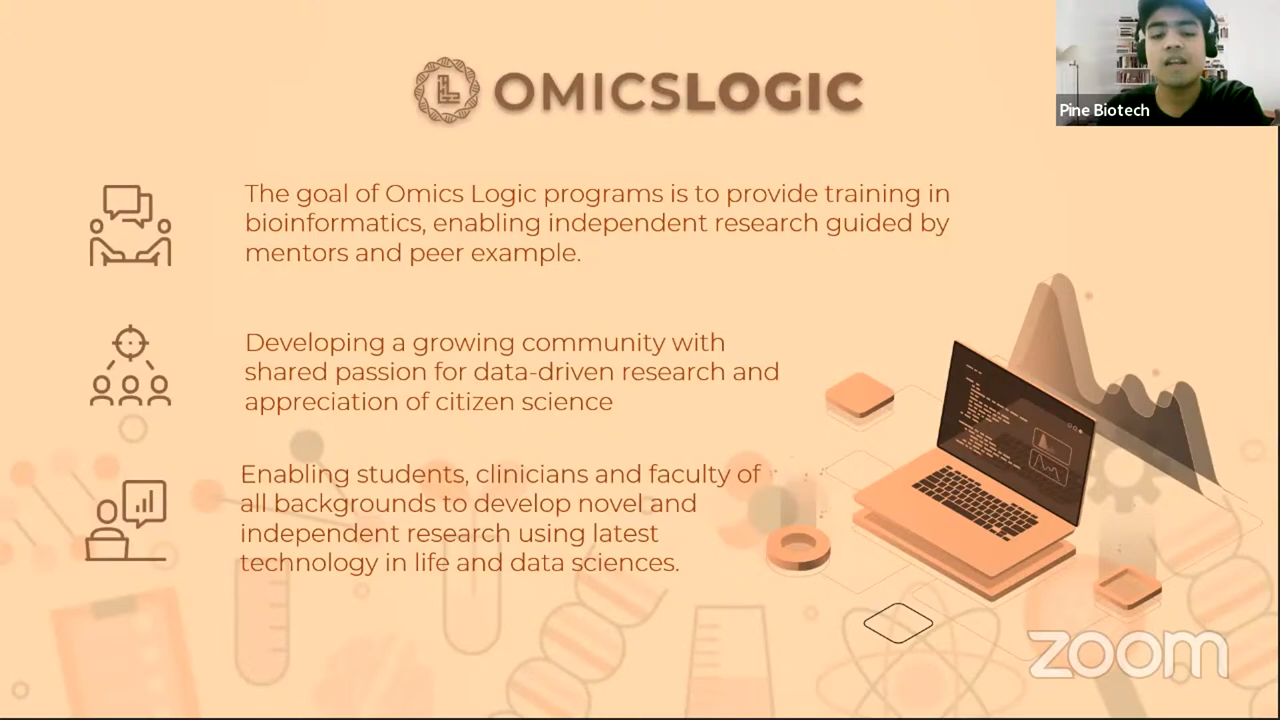 OMICSLOGIC
Pine Biotech
The goal of Omics Logic programs is to provide training in
bioinformatics, enabling independent research guided by
mentors and peer example.
Developing a growing community with
shared passion for data-driven research and
appreciation of citizen science
Enabling students, clinicians and faculty of
all backgrounds to develop novel and
independent research using latest
technology in life and data sciences.
zoom